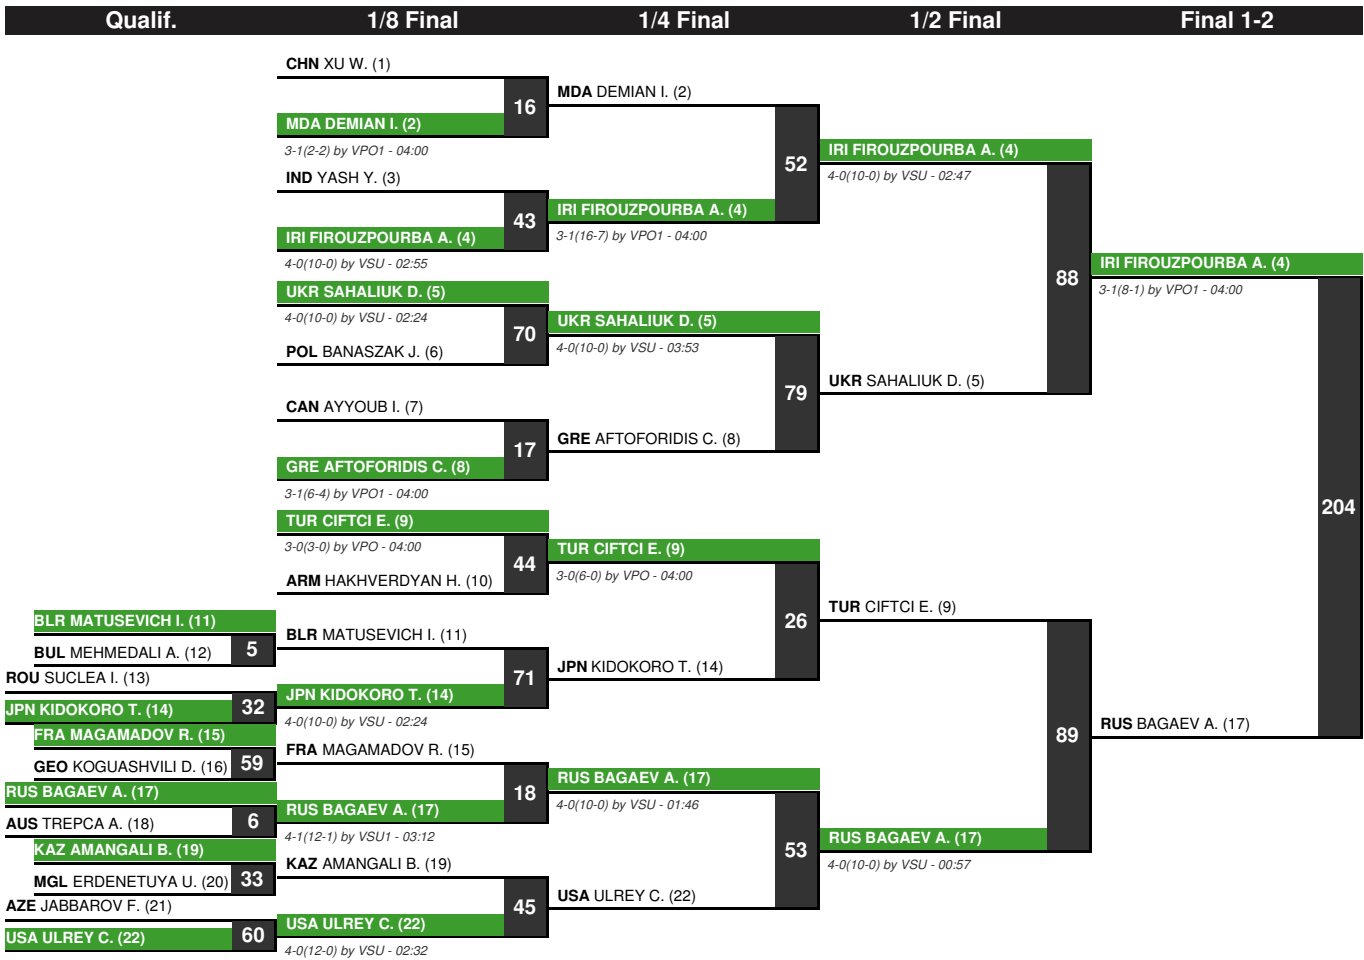 Qualif. 1/8 Final 1/4 Final 1/2 Final Final 1-2
CHN XU W. (1)
16
MDA DEMIAN I. (2)
3-1(2-2) by VPO1 - 04:00
IND YASH Y. (3)
43
IRI FIROUZPOURBA A. (4)
4-0(10-0) by VSU - 02:55
UKR SAHALIUK D. (5)
4-0(10-0) by VSU - 02:24
70
POL BANASZAK J. (6)
CAN AYYOUB I. (7)
17
GRE AFTOFORIDIS C. (8)
3-1(6-4) by VPO1 - 04:00
TUR CIFTCI E. (9)
3-0(3-0) by VPO - 04:00
44
ARM HAKHVERDYAN H. (10)
BLR MATUSEVICH I. (11)
5
BUL MEHMEDALI A. (12)
ROU SUCLEA I. (13)
32
JPN KIDOKORO T. (14)
FRA MAGAMADOV R. (15)
59
GEO KOGUASHVILI D. (16)
RUS BAGAEV A. (17)
6
AUS TREPCA A. (18)
KAZ AMANGALI B. (19)
33
MGL ERDENETUYA U. (20)
AZE JABBAROV F. (21)
60
USA ULREY C. (22)
BLR MATUSEVICH I. (11)
71
JPN KIDOKORO T. (14)
4-0(10-0) by VSU - 02:24
FRA MAGAMADOV R. (15)
18
RUS BAGAEV A. (17)
4-1(12-1) by VSU1 - 03:12
KAZ AMANGALI B. (19)
45
USA ULREY C. (22)
4-0(12-0) by VSU - 02:32
MDA DEMIAN I. (2)
52
IRI FIROUZPOURBA A. (4)
3-1(16-7) by VPO1 - 04:00
UKR SAHALIUK D. (5)
4-0(10-0) by VSU - 03:53
79
GRE AFTOFORIDIS C. (8)
TUR CIFTCI E. (9)
3-0(6-0) by VPO - 04:00
26
JPN KIDOKORO T. (14)
RUS BAGAEV A. (17)
4-0(10-0) by VSU - 01:46
53
USA ULREY C. (22)
IRI FIROUZPOURBA A. (4)
4-0(10-0) by VSU - 02:47
88
UKR SAHALIUK D. (5)
TUR CIFTCI E. (9)
89
RUS BAGAEV A. (17)
4-0(10-0) by VSU - 00:57
IRI FIROUZPOURBA A. (4)
3-1(8-1) by VPO1 - 04:00
204
RUS BAGAEV A. (17)